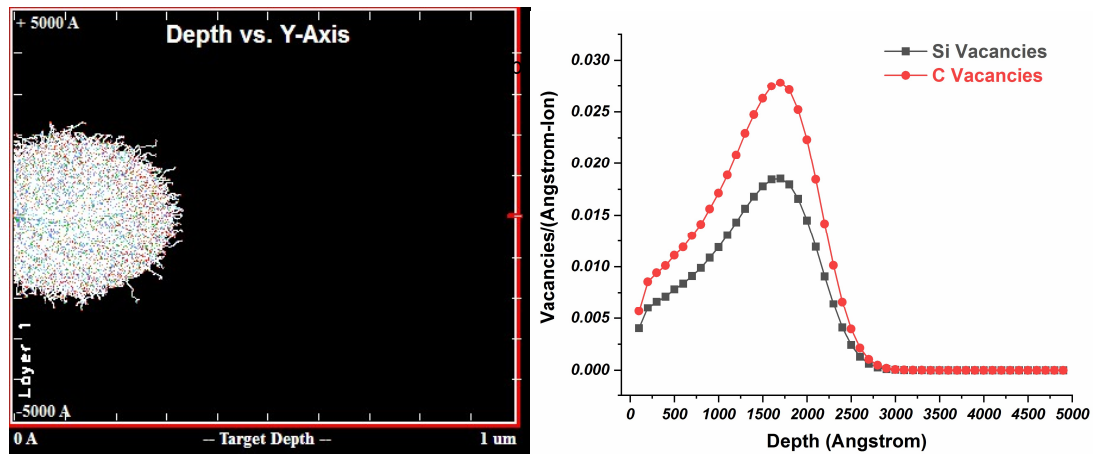 + 5000 A
Depth vs. Y-Axis
Layer 1
-5000 A
0 A
-- Target Depth --
1 um
Si Vacancies
C Vacancies
Vacancies/(Angstrom-Ion)
0.030
0.025
0.020
0.015
0.010
0.005
0.000
0 500 1000 1500 2000 2500 3000 3500 4000 4500 5000
Depth (Angstrom)